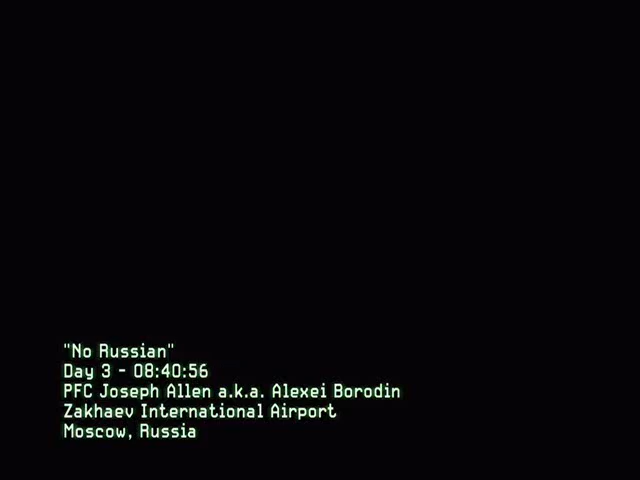 "No Russian"
Day 3 - 08:40:56
PFC Joseph Allen a.k.a. Alexei Borodin
Zakhaev International Airport
Moscow, Russia